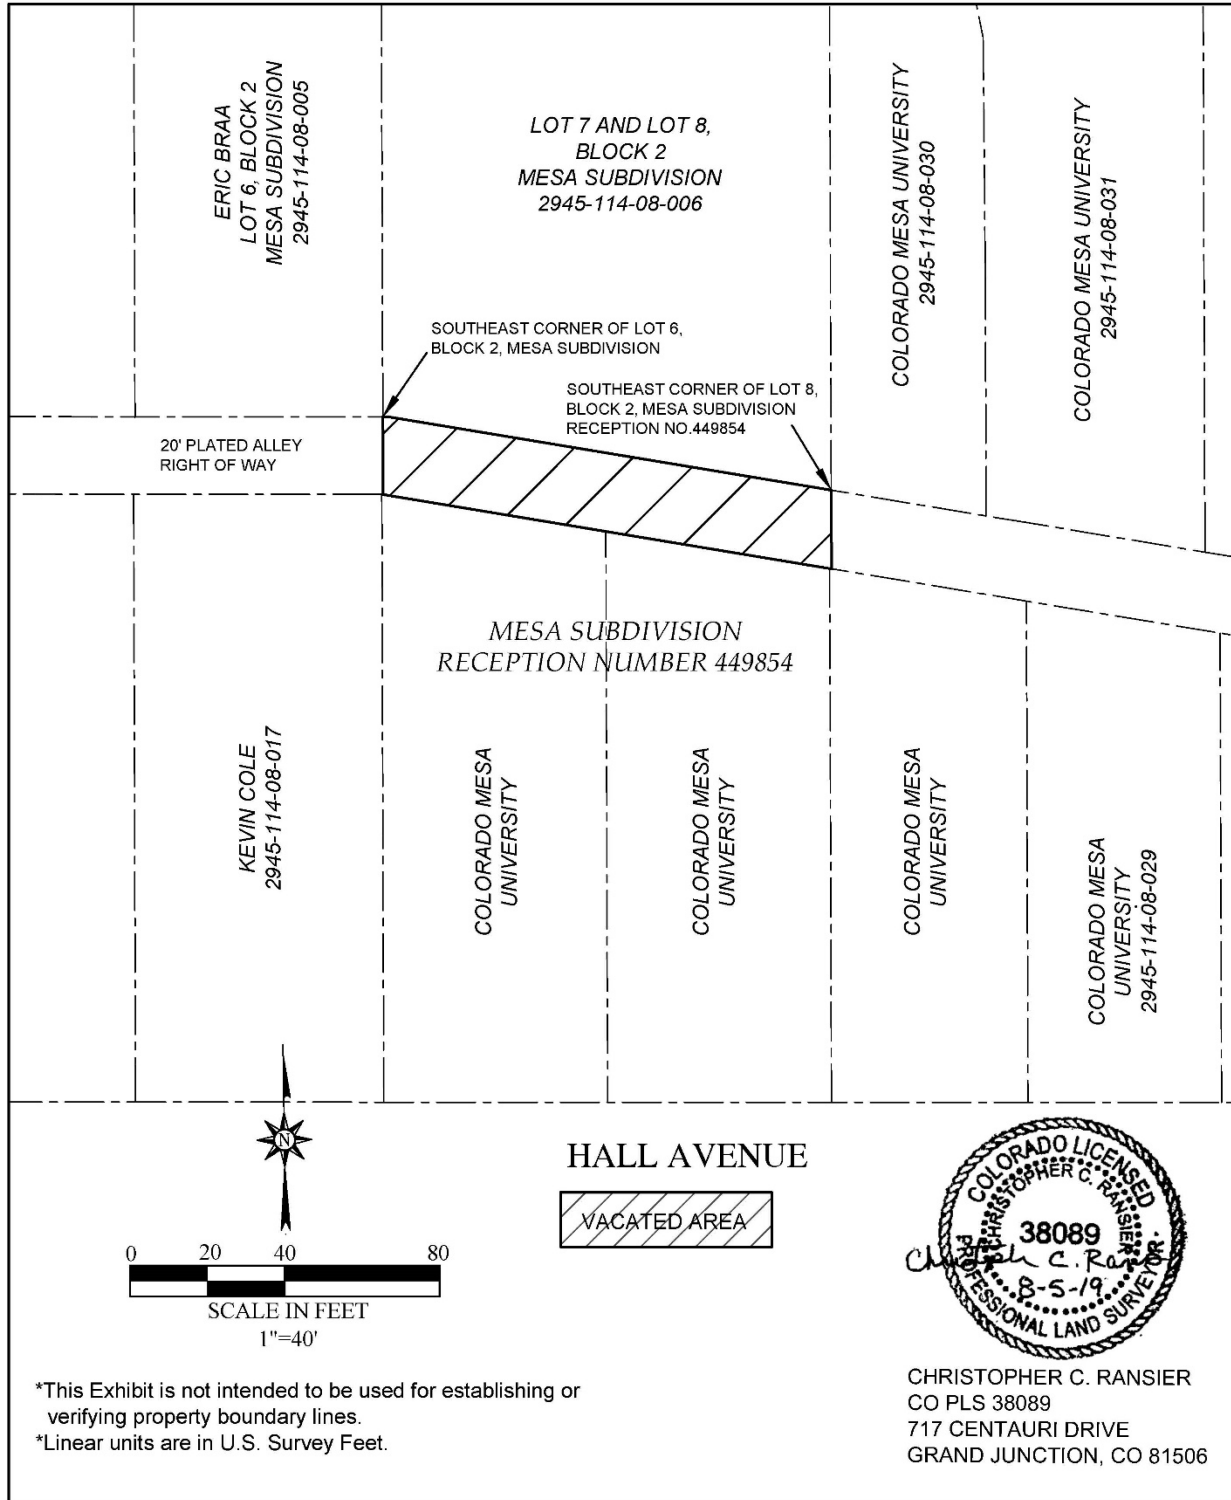 ERIC BRAA
LOT 6, BLOCK 2
MESA SUBDIVISION
2945-114-08-005
LOT 7 AND LOT 8,
BLOCK 2
MESA SUBDIVISION
2945-114-08-006
COLORADO MESA UNIVERSITY
2945-114-08-030
COLORADO MESA UNIVERSITY
2945-114-08-031
SOUTHEAST CORNER OF LOT 6,
BLOCK 2, MESA SUBDIVISION
SOUTHEAST CORNER OF LOT 8,
BLOCK 2, MESA SUBDIVISION
RECEPTION NO.449854
20' PLATED ALLEY
RIGHT OF WAY
MESA SUBDIVISION
RECEPTION NUMBER 449854
KEVIN COLE
2945-114-08-017
COLORADO MESA
UNIVERSITY
COLORADO MESA
UNIVERSITY
COLORADO MESA
UNIVERSITY
COLORADO MESA
UNIVERSITY
2945-114-08-029
N
HALL AVENUE
VACATED AREA
0 20 40 80
SCALE IN FEET
1"=40'
COLORADO LICENSED
CHRISTOPHER C. RANSIER
38089
8-5-19
PROFESSIONAL LAND SURVEYOR
*This Exhibit is not intended to be used for establishing or
verifying property boundary lines.
*Linear units are in U.S. Survey Feet.
CHRISTOPHER C. RANSIER
CO PLS 38089
717 CENTAURI DRIVE
GRAND JUNCTION, CO 81506